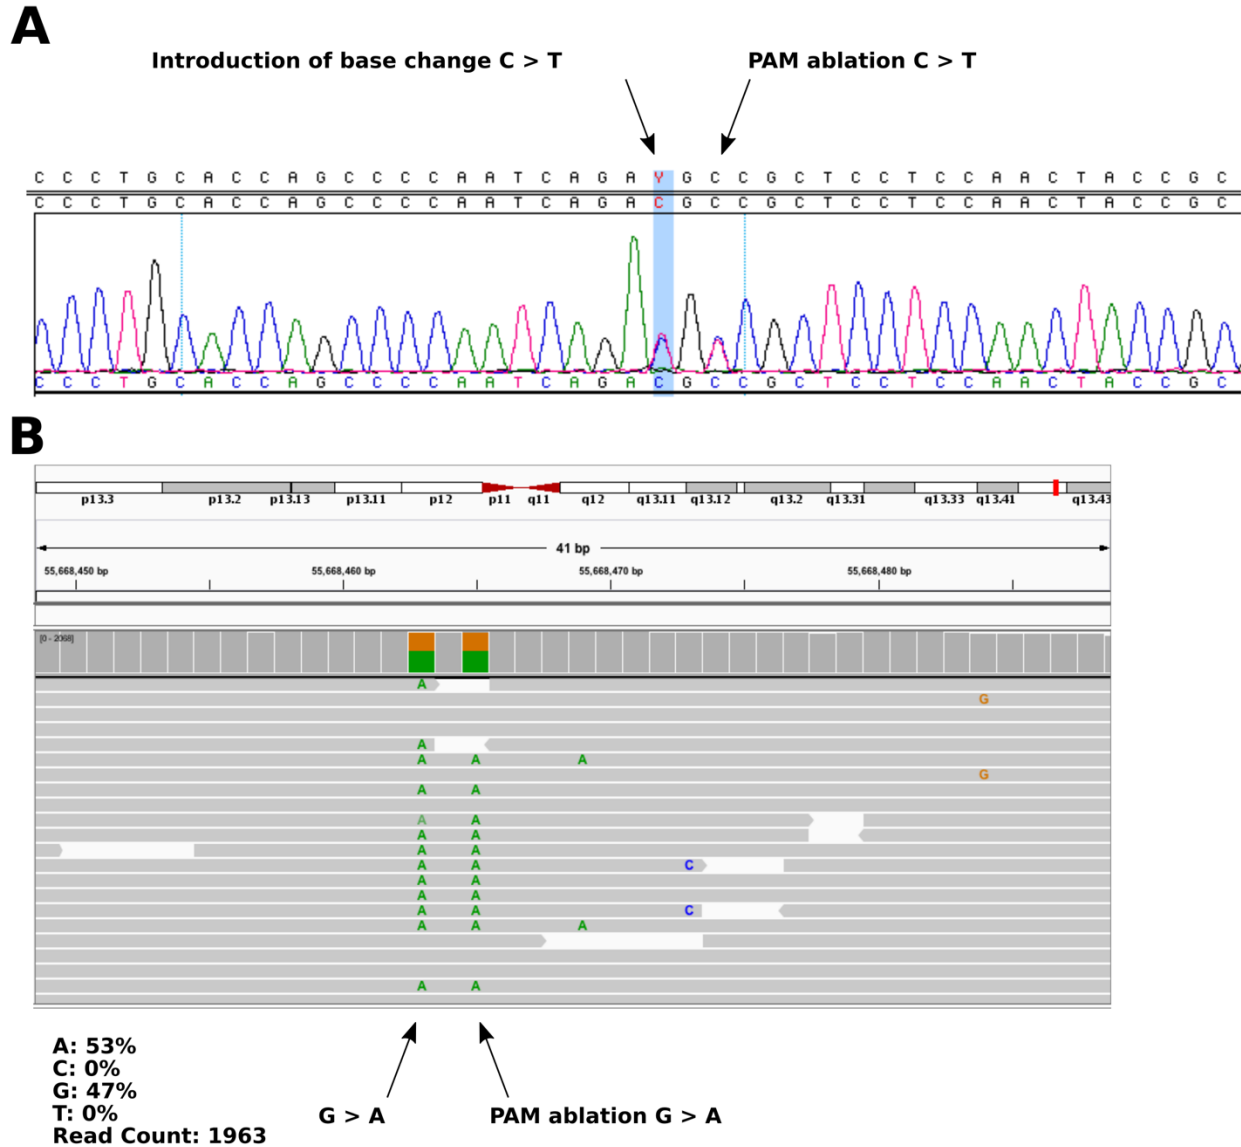 A
Introduction of base change C > T PAM ablation C > T
C C C T G C A C C A G C C C C A A T C A G A Y G C C G C T C C T C C A A C T A C C G C
C C C T G C A C C A G C C C C A A T C A G A C G C C G C T C C T C C A A C T A C C G C
C C C T G C A C C A G C C C C A A T C A G A C G C C G C T C C T C C A A C T A C C G C
B
p13.3 p13.2 p13.13 p13.11 p12 p11 q11 q12 q13.11 q13.12 q13.2 q13.31 q13.33 q13.41 q13.43
41 bp
55,668,450 bp 55,668,460 bp 55,668,470 bp 55,668,480 bp
[0 - 2068]
A
G
A
A A A
G
A A
A A
A A
A A
A A C
A A
A A
A A C
A A A
A A
A: 53%
C: 0%
G: 47%
T: 0%
Read Count: 1963
G > A PAM ablation G > A